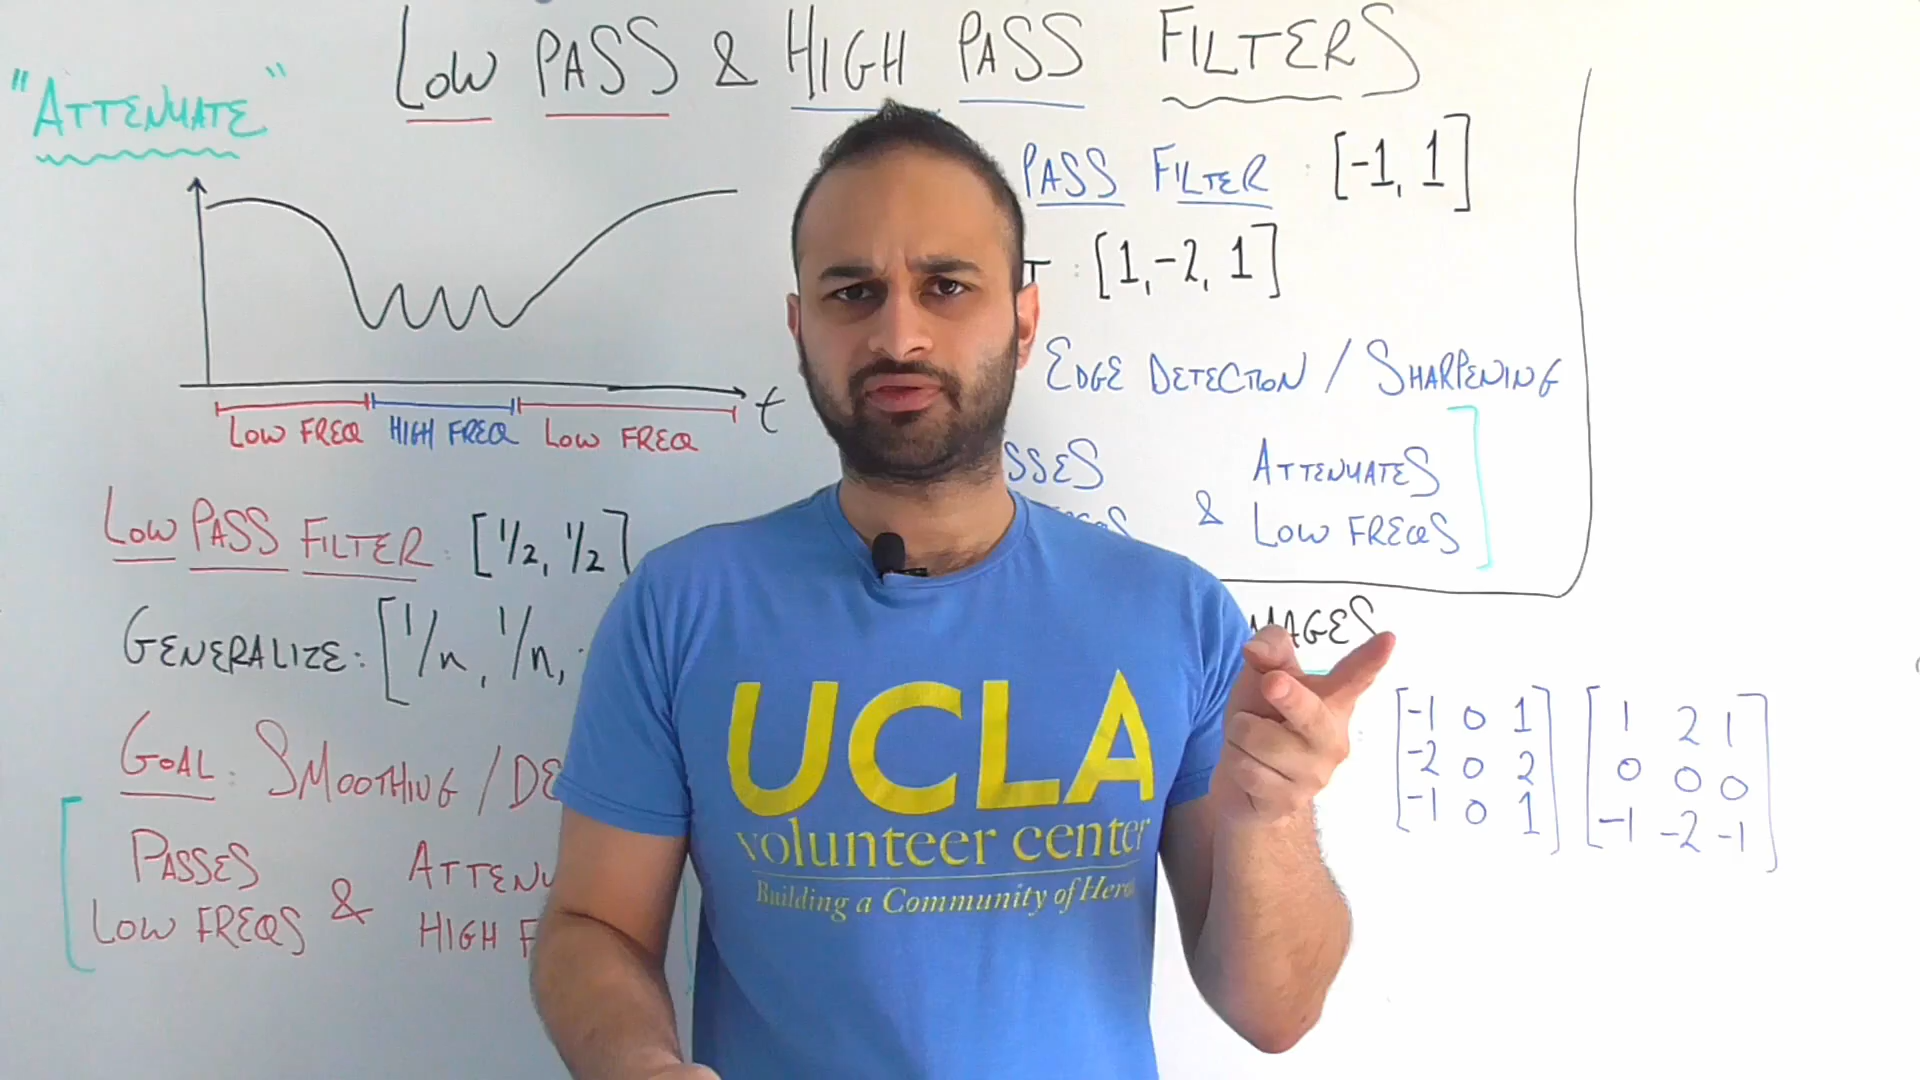 LOW PASS & HIGH PASS FILTERS
"ATTENUATE"
t
LOW FREQ HIGH FREQ LOW FREQ
LOW PASS FILTER: [1/2, 1/2]
GENERALIZE: [1/n, 1/n,
GOAL: SMOOTHING / DE
PASSES
LOW FREQS
&
ATTENU
HIGH F
PASS FILTER : [-1, 1]
: [1, -2, 1]
EDGE DETECTION / SHARPENING
SSES
& ATTENUATES
LOW FREQS
MAGES
-1 0 1
-2 0 2
-1 0 1
1 2 1
0 0 0
-1 -2 -1
UCLA
volunteer center
Building a Community of Hero